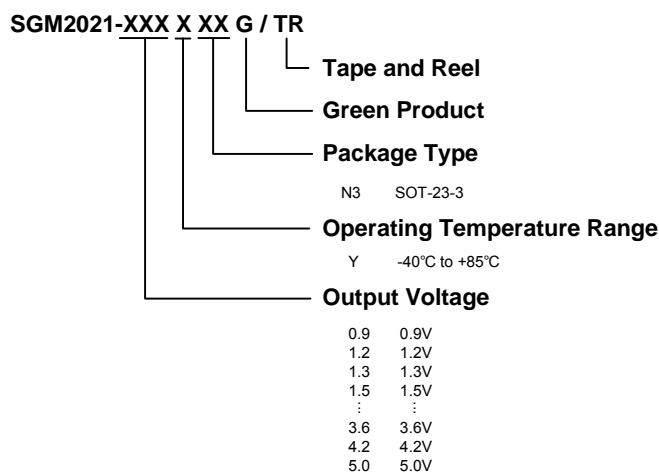 SGM2021-XXX X XX G / TR
Tape and Reel
Green Product
Package Type
N3 SOT-23-3
Operating Temperature Range
Y -40℃ to +85℃
Output Voltage
0.9 0.9V
1.2 1.2V
1.3 1.3V
1.5 1.5V
⋮ ⋮
3.6 3.6V
4.2 4.2V
5.0 5.0V